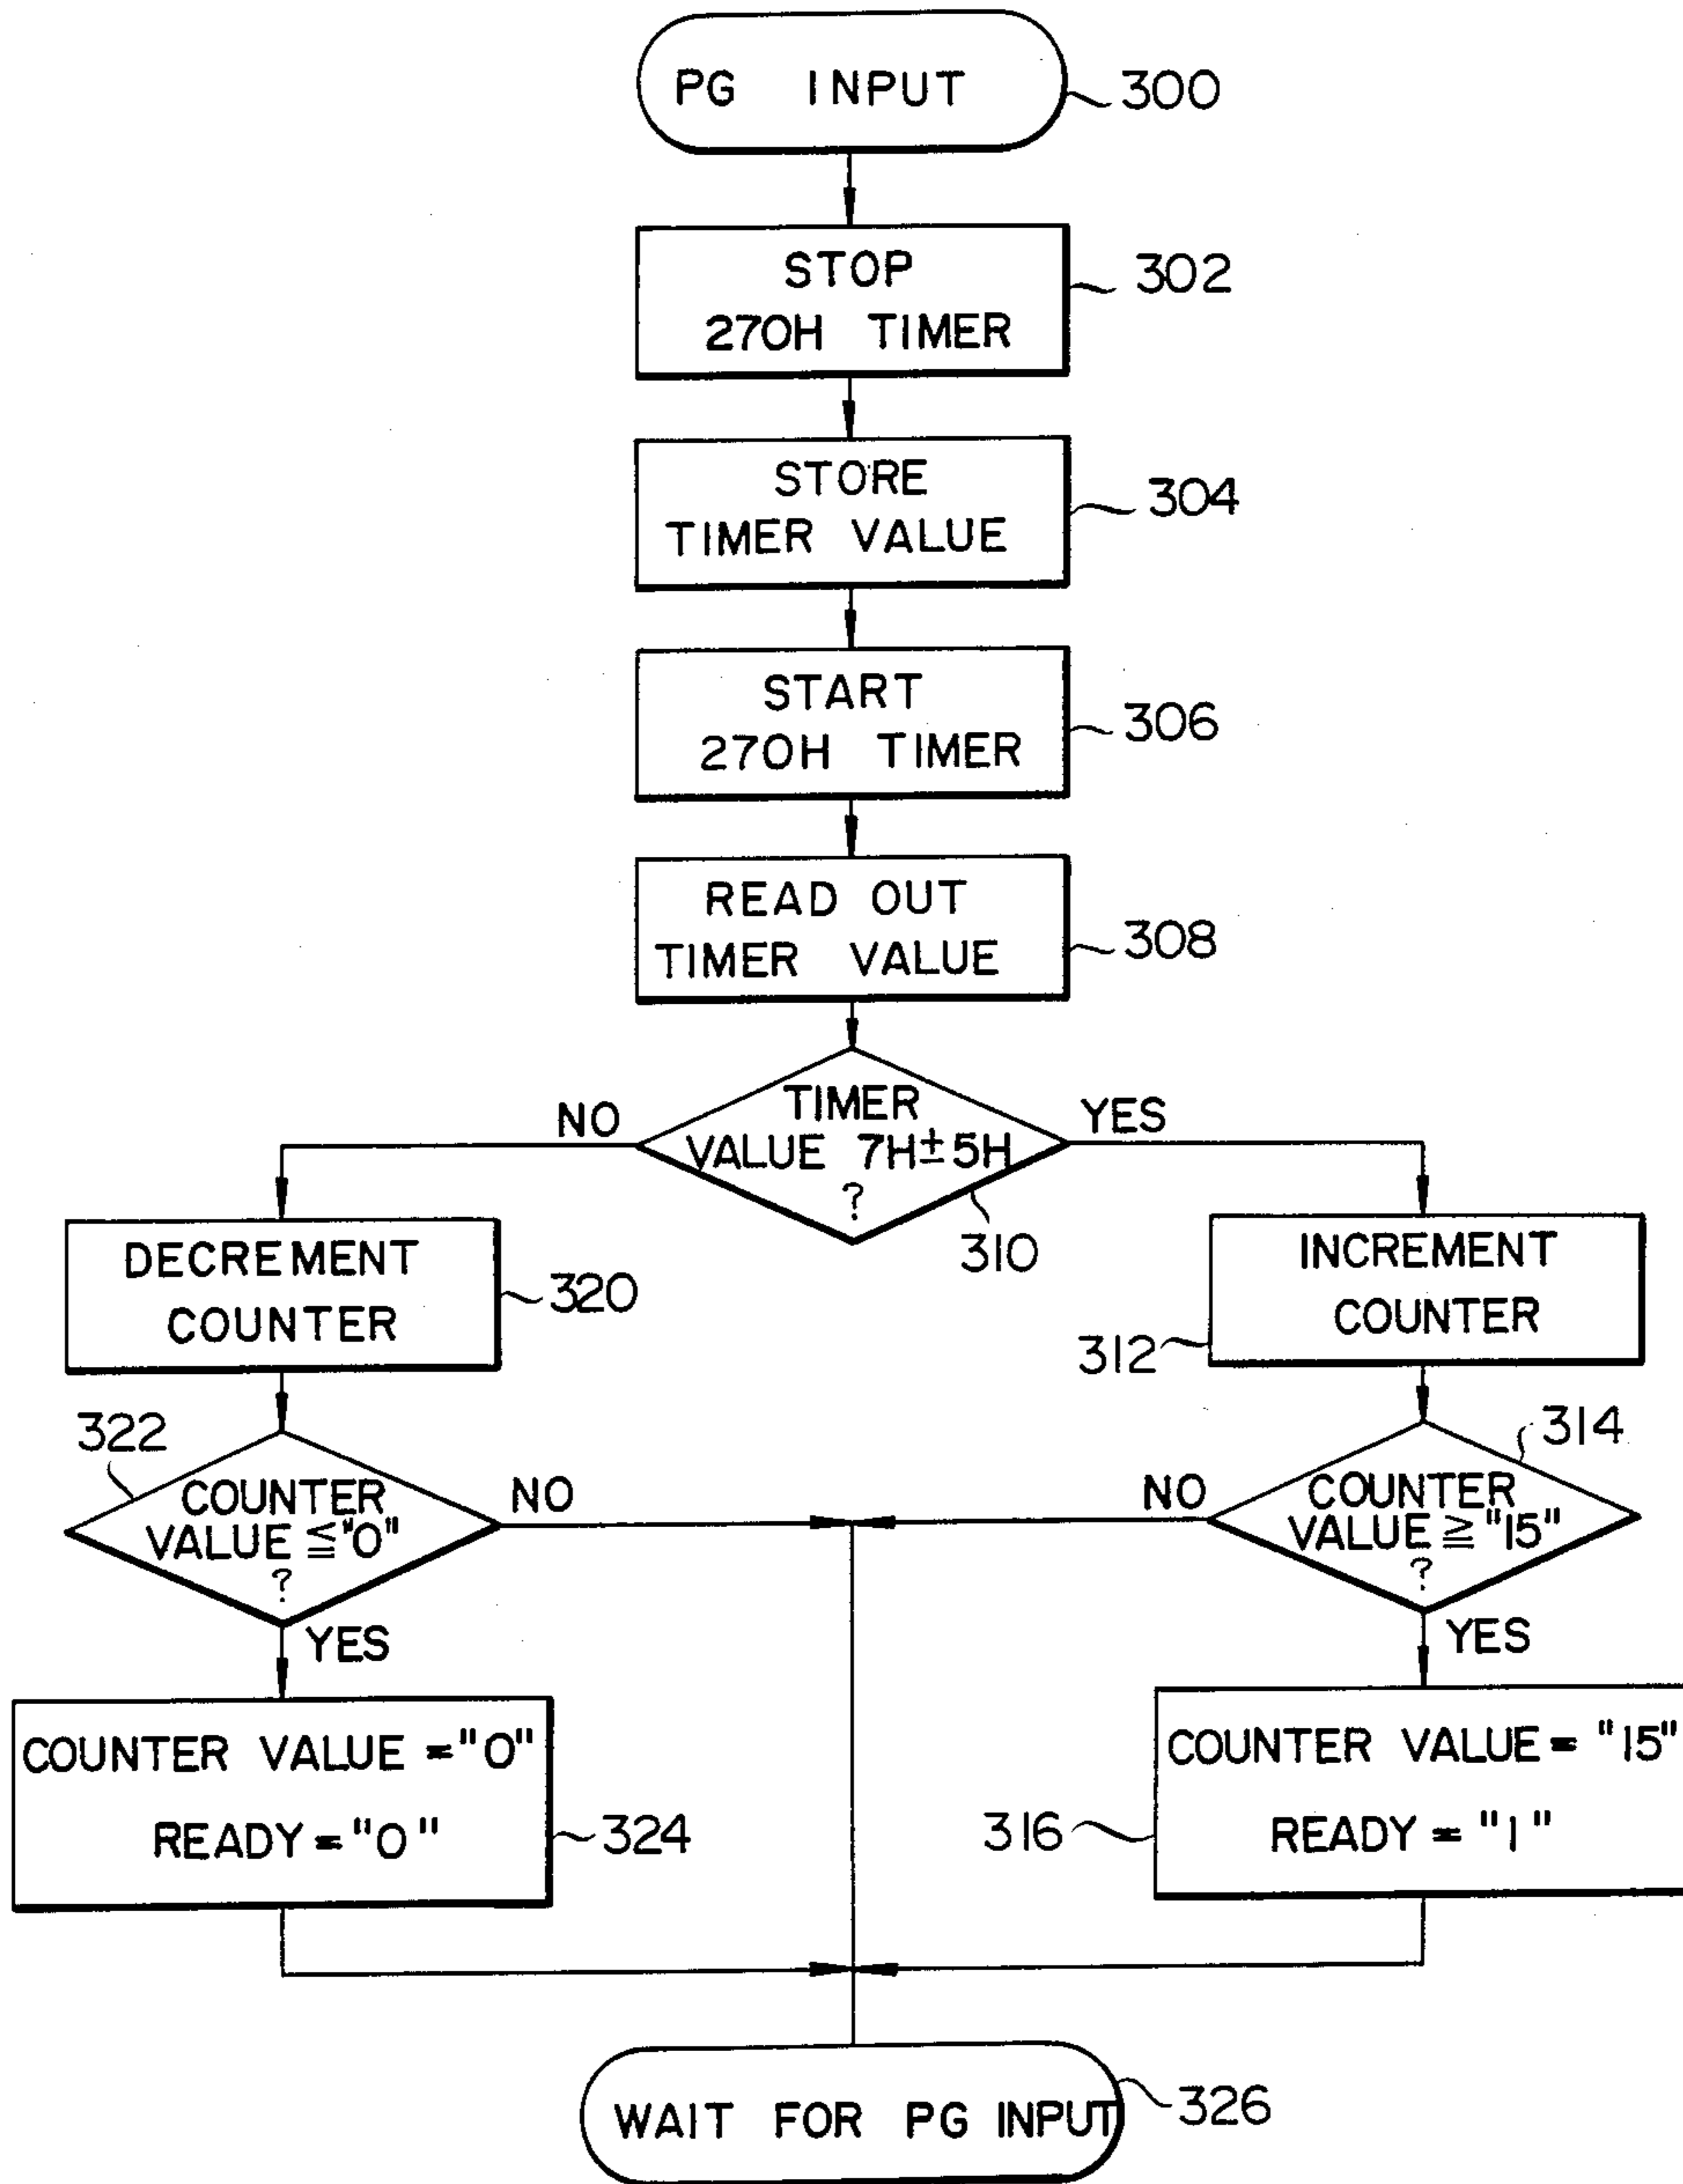 PG INPUT
300
STOP
270H TIMER
302
STORE
TIMER VALUE
304
START
270H TIMER
306
READ OUT
TIMER VALUE
308
TIMER
VALUE 7H±5H
?
310
NO
YES
DECREMENT
COUNTER
320
INCREMENT
COUNTER
312
322
COUNTER
VALUE ≦"0"
?
NO
YES
314
COUNTER
VALUE ≧ "15"
?
NO
YES
COUNTER VALUE = "0"
READY = "0"
324
COUNTER VALUE = "15"
READY = "1"
316
WAIT FOR PG INPUT
326